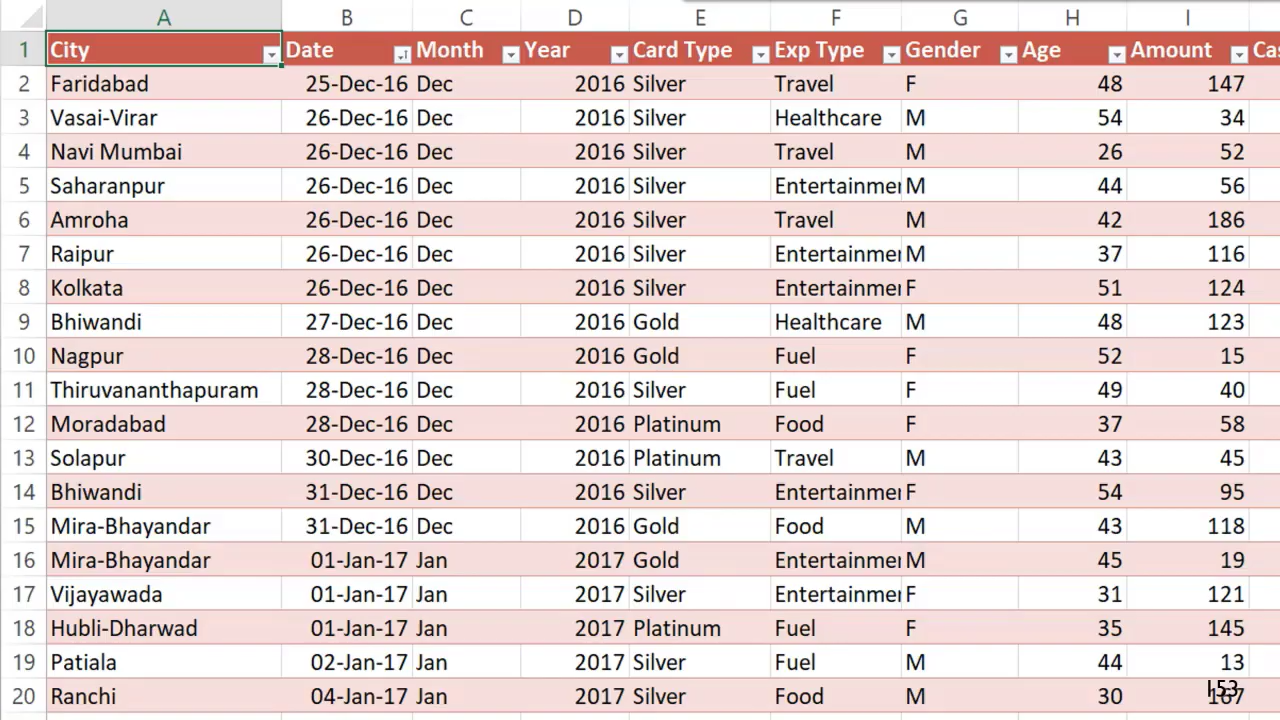 A B C D E F G H I
1 City Date Month Year Card Type Exp Type Gender Age Amount Cas
2 Faridabad 25-Dec-16 Dec 2016 Silver Travel F 48 147
3 Vasai-Virar 26-Dec-16 Dec 2016 Silver Healthcare M 54 34
4 Navi Mumbai 26-Dec-16 Dec 2016 Silver Travel M 26 52
5 Saharanpur 26-Dec-16 Dec 2016 Silver Entertainmer M 44 56
6 Amroha 26-Dec-16 Dec 2016 Silver Travel M 42 186
7 Raipur 26-Dec-16 Dec 2016 Silver Entertainmer M 37 116
8 Kolkata 26-Dec-16 Dec 2016 Silver Entertainmer F 51 124
9 Bhiwandi 27-Dec-16 Dec 2016 Gold Healthcare M 48 123
10 Nagpur 28-Dec-16 Dec 2016 Gold Fuel F 52 15
11 Thiruvananthapuram 28-Dec-16 Dec 2016 Silver Fuel F 49 40
12 Moradabad 28-Dec-16 Dec 2016 Platinum Food F 37 58
13 Solapur 30-Dec-16 Dec 2016 Platinum Travel M 43 45
14 Bhiwandi 31-Dec-16 Dec 2016 Silver Entertainmer F 54 95
15 Mira-Bhayandar 31-Dec-16 Dec 2016 Gold Food M 43 118
16 Mira-Bhayandar 01-Jan-17 Jan 2017 Gold Entertainmer M 45 19
17 Vijayawada 01-Jan-17 Jan 2017 Silver Entertainmer F 31 121
18 Hubli-Dharwad 01-Jan-17 Jan 2017 Platinum Fuel F 35 145
19 Patiala 02-Jan-17 Jan 2017 Silver Fuel M 44 13
20 Ranchi 04-Jan-17 Jan 2017 Silver Food M 30
153